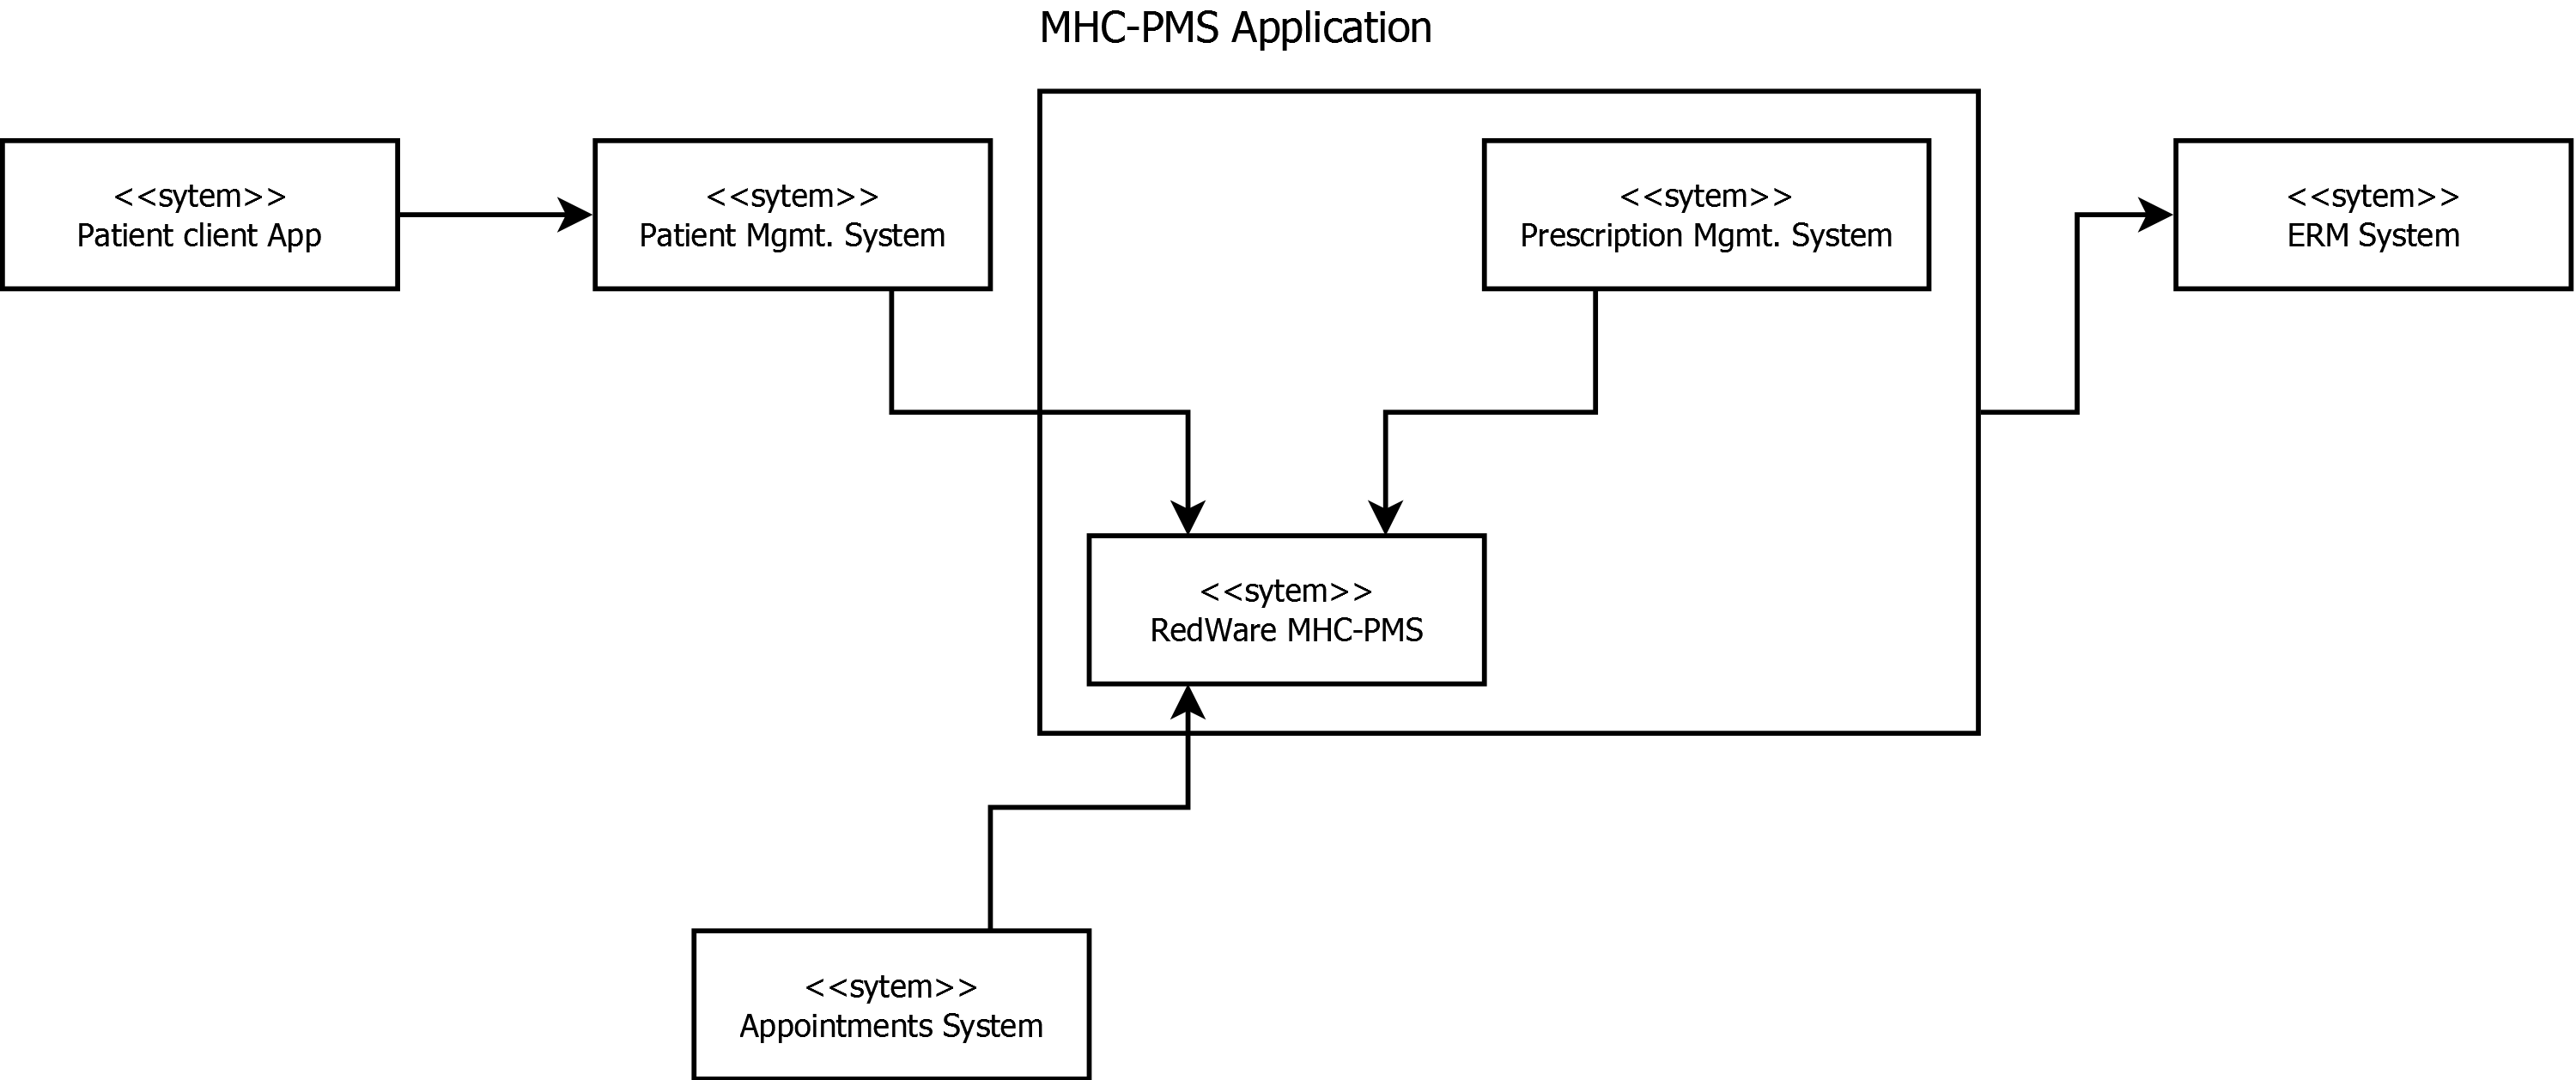 MHC-PMS Application
<<sytem>>
Patient client App
<<sytem>>
Patient Mgmt. System
<<sytem>>
Prescription Mgmt. System
<<sytem>>
ERM System
<<sytem>>
RedWare MHC-PMS
<<sytem>>
Appointments System